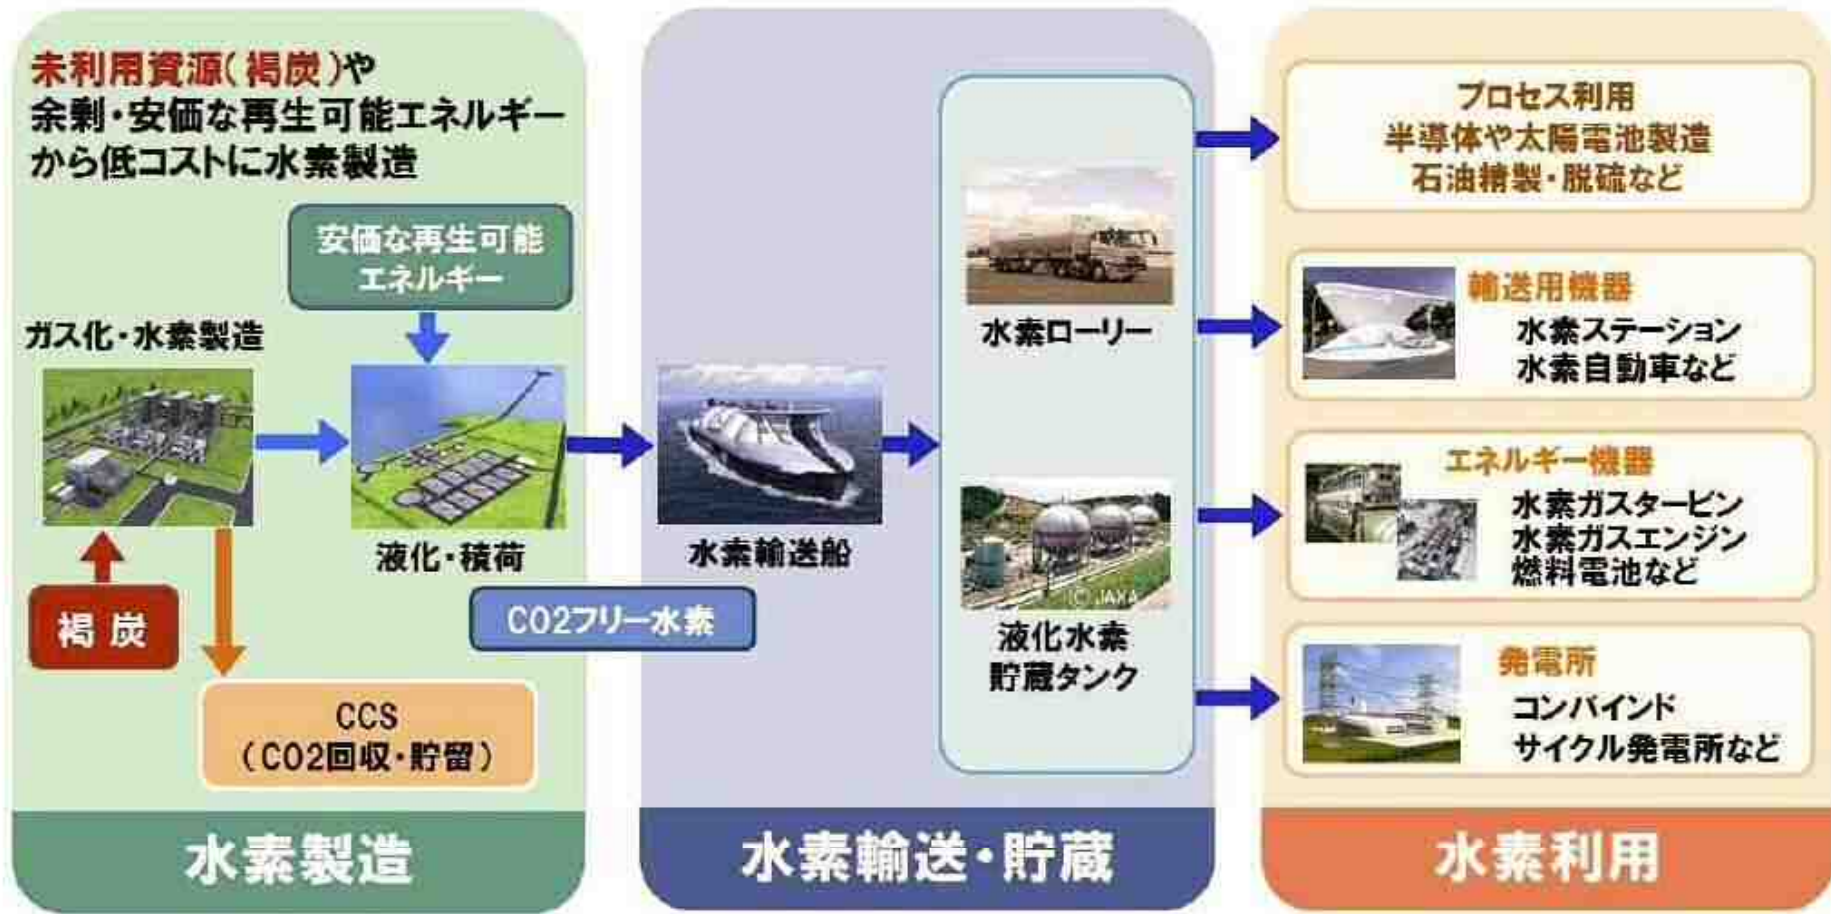 未利用資源(褐炭)や
余剰・安価な再生可能エネルギー
から低コストに水素製造
安価な再生可能
エネルギー
ガス化・水素製造
液化・積荷
褐炭
CCS
(CO2回収・貯留)
CO2フリー水素
水素製造
水素輸送船
水素ローリー
(C) JAXA
液化水素
貯蔵タンク
水素輸送・貯蔵
プロセス利用
半導体や太陽電池製造
石油精製・脱硫など
輸送用機器
水素ステーション
水素自動車など
エネルギー機器
水素ガスタービン
水素ガスエンジン
燃料電池など
発電所
コンバインド
サイクル発電所など
水素利用